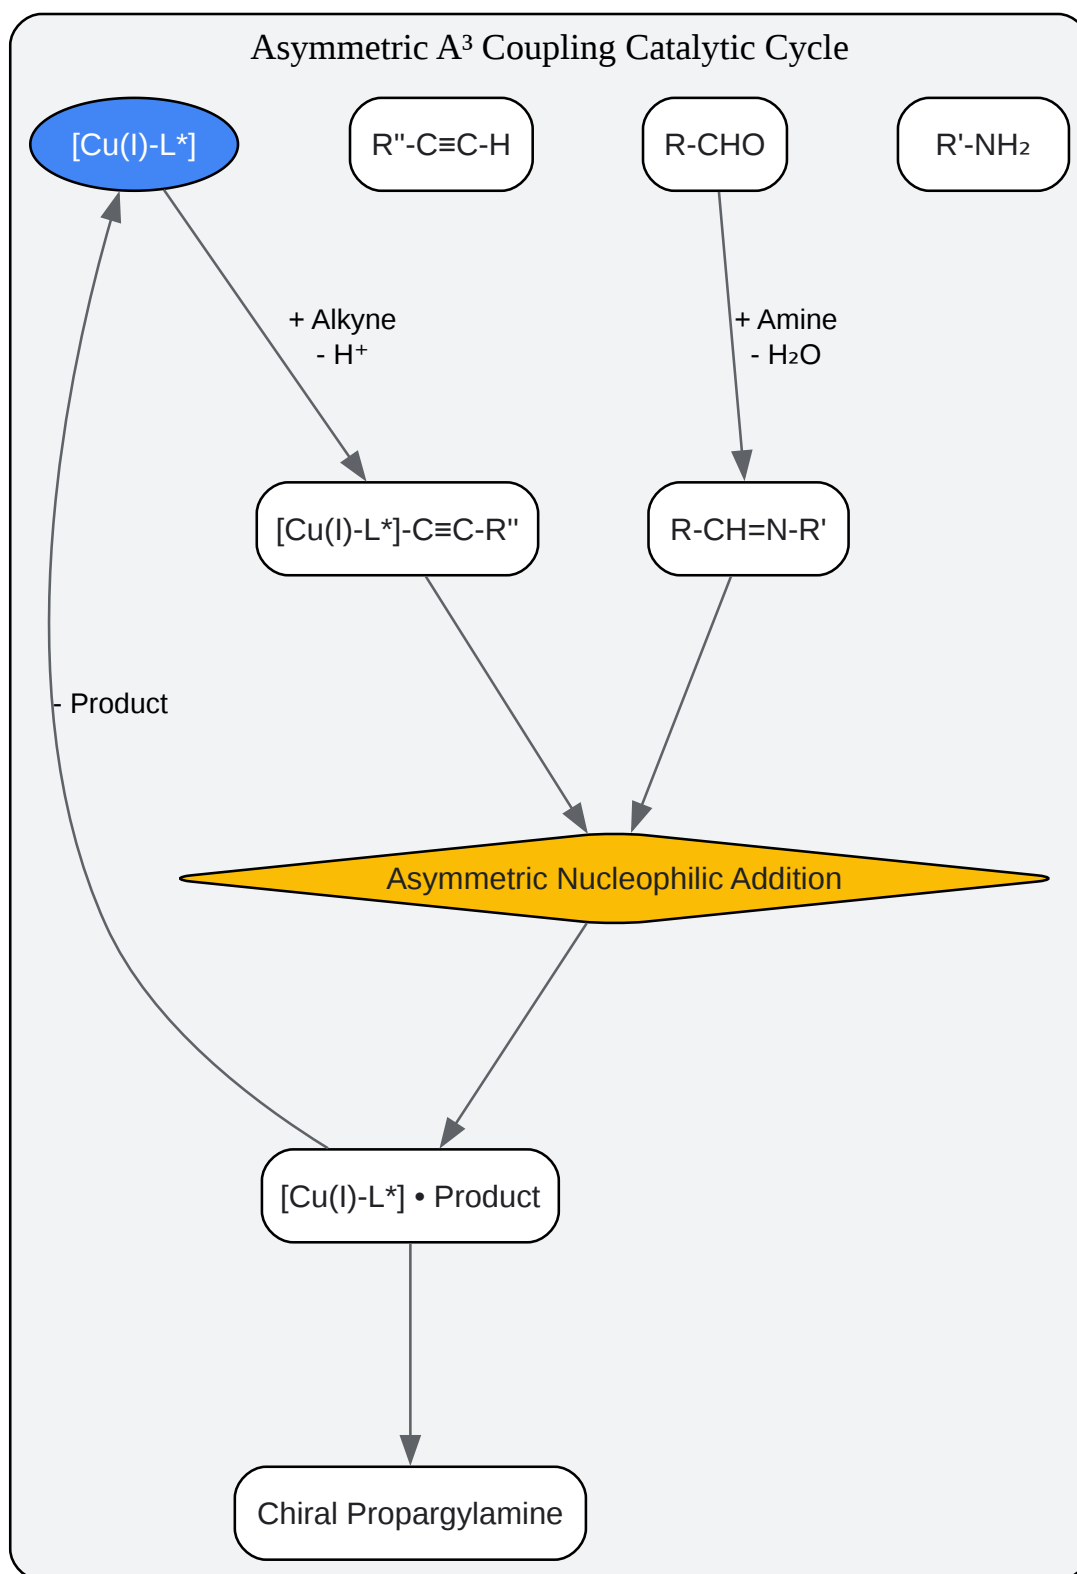 Asymmetric A³ Coupling Catalytic Cycle
[Cu(I)-L*]
R''-C≡C-H
R-CHO
R'-NH₂
+ Alkyne
- H⁺
+ Amine
- H₂O
[Cu(I)-L*]-C≡C-R''
R-CH=N-R'
- Product
Asymmetric Nucleophilic Addition
[Cu(I)-L*] • Product
Chiral Propargylamine